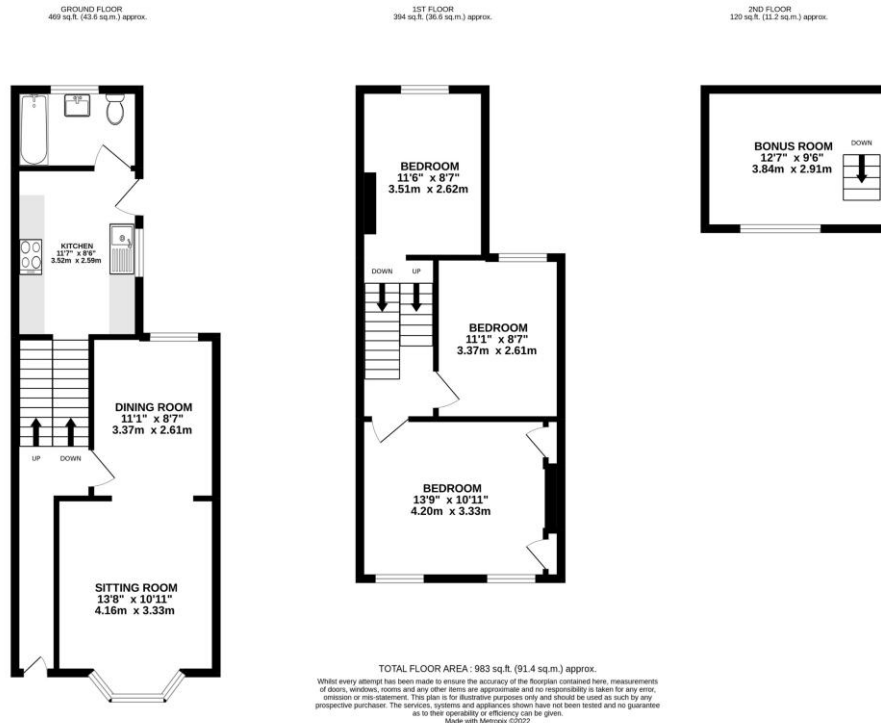 GROUND FLOOR
469 sq.ft. (43.6 sq.m.) approx.
1ST FLOOR
394 sq.ft. (36.6 sq.m.) approx.
2ND FLOOR
120 sq.ft. (11.2 sq.m.) approx.
KITCHEN
11'7" x 8'6"
3.52m x 2.59m
DINING ROOM
11'1" x 8'7"
3.37m x 2.61m
UP
DOWN
SITTING ROOM
13'8" x 10'11"
4.16m x 3.33m
BEDROOM
11'6" x 8'7"
3.51m x 2.62m
DOWN
UP
BEDROOM
11'1" x 8'7"
3.37m x 2.61m
BEDROOM
13'9" x 10'11"
4.20m x 3.33m
BONUS ROOM
12'7" x 9'6"
3.84m x 2.91m
DOWN
TOTAL FLOOR AREA : 983 sq.ft. (91.4 sq.m.) approx.
Whilst every attempt has been made to ensure the accuracy of the floorplan contained here, measurements
of doors, windows, rooms and any other items are approximate and no responsibility is taken for any error,
omission or mis-statement. This plan is for illustrative purposes only and should be used as such by any
prospective purchaser. The services, systems and appliances shown have not been tested and no guarantee
as to their operability or efficiency can be given.
Made with Metropix ©2022